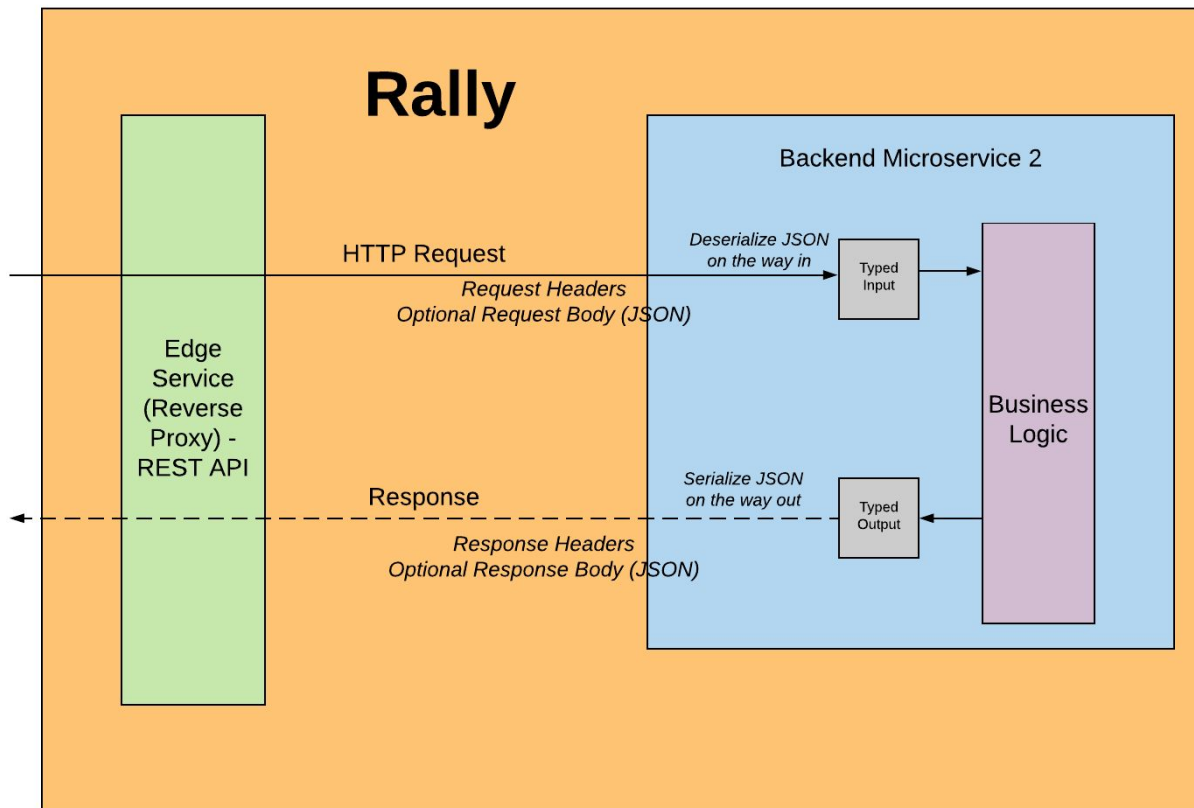 Rally
Backend Microservice 2
HTTP Request
Deserialize JSON
on the way in
Typed
Input
Request Headers
Optional Request Body (JSON)
Edge
Service
(Reverse
Proxy) -
REST API
Business
Logic
Response
Serialize JSON
on the way out
Typed
Output
Response Headers
Optional Response Body (JSON)